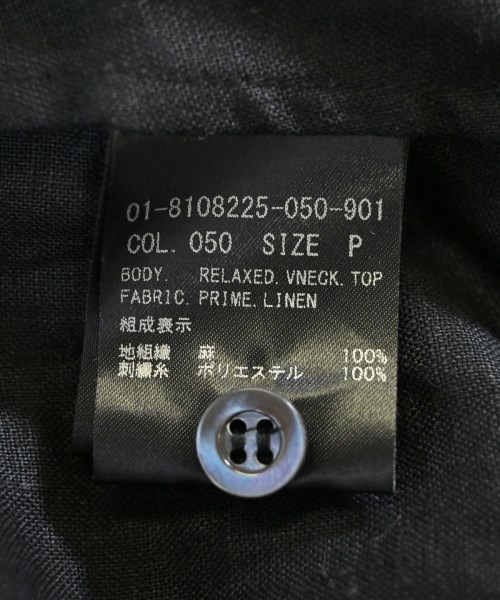 01-8108225-050-901
COL. 050 SIZE P
BODY. RELAXED. VNECK. TOP
FABRIC. PRIME. LINEN
組成表示
地組織 麻 100%
刺繍糸 ポリエステル 100%